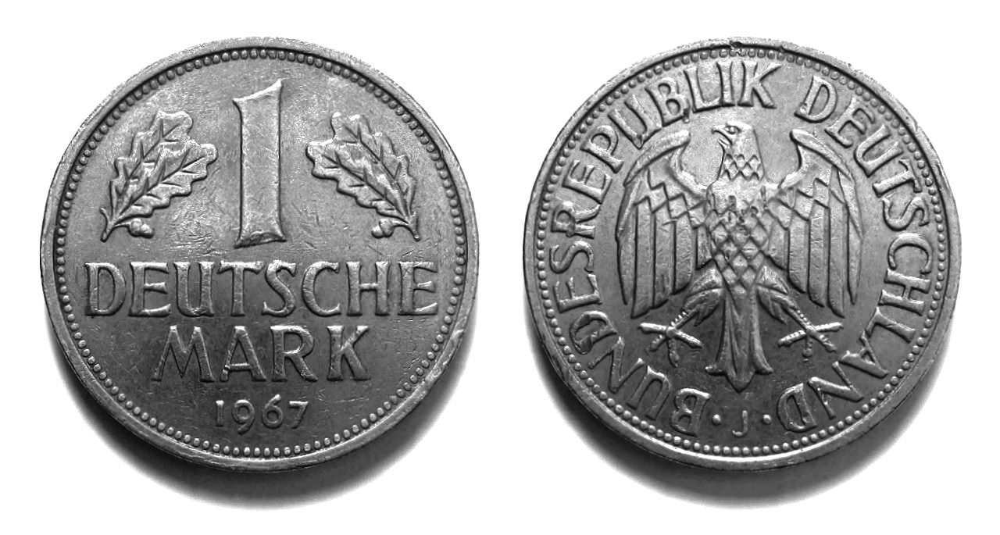 1
DEUTSCHE
MARK
1967
BUNDESREPUBLIK DEUTSCHLAND
· J ·